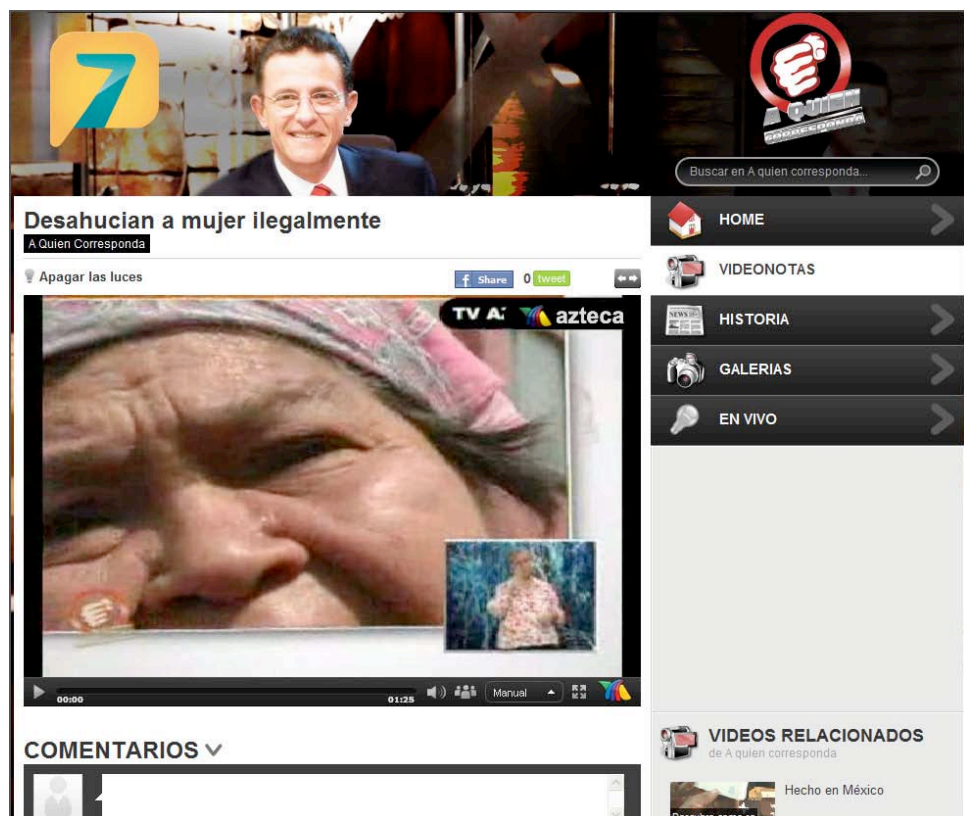 7
A QUIEN
CORRESPONDA
Buscar en A quien corresponda...
Desahucian a mujer ilegalmente
A Quien Corresponda
Apagar las luces
f Share 0 tweet
HOME
VIDEONOTAS
NEWS
HISTORIA
GALERIAS
EN VIVO
TV A: azteca
00:00
01:25
Manual
COMENTARIOS
VIDEOS RELACIONADOS
de A quien corresponda
Hecho en México